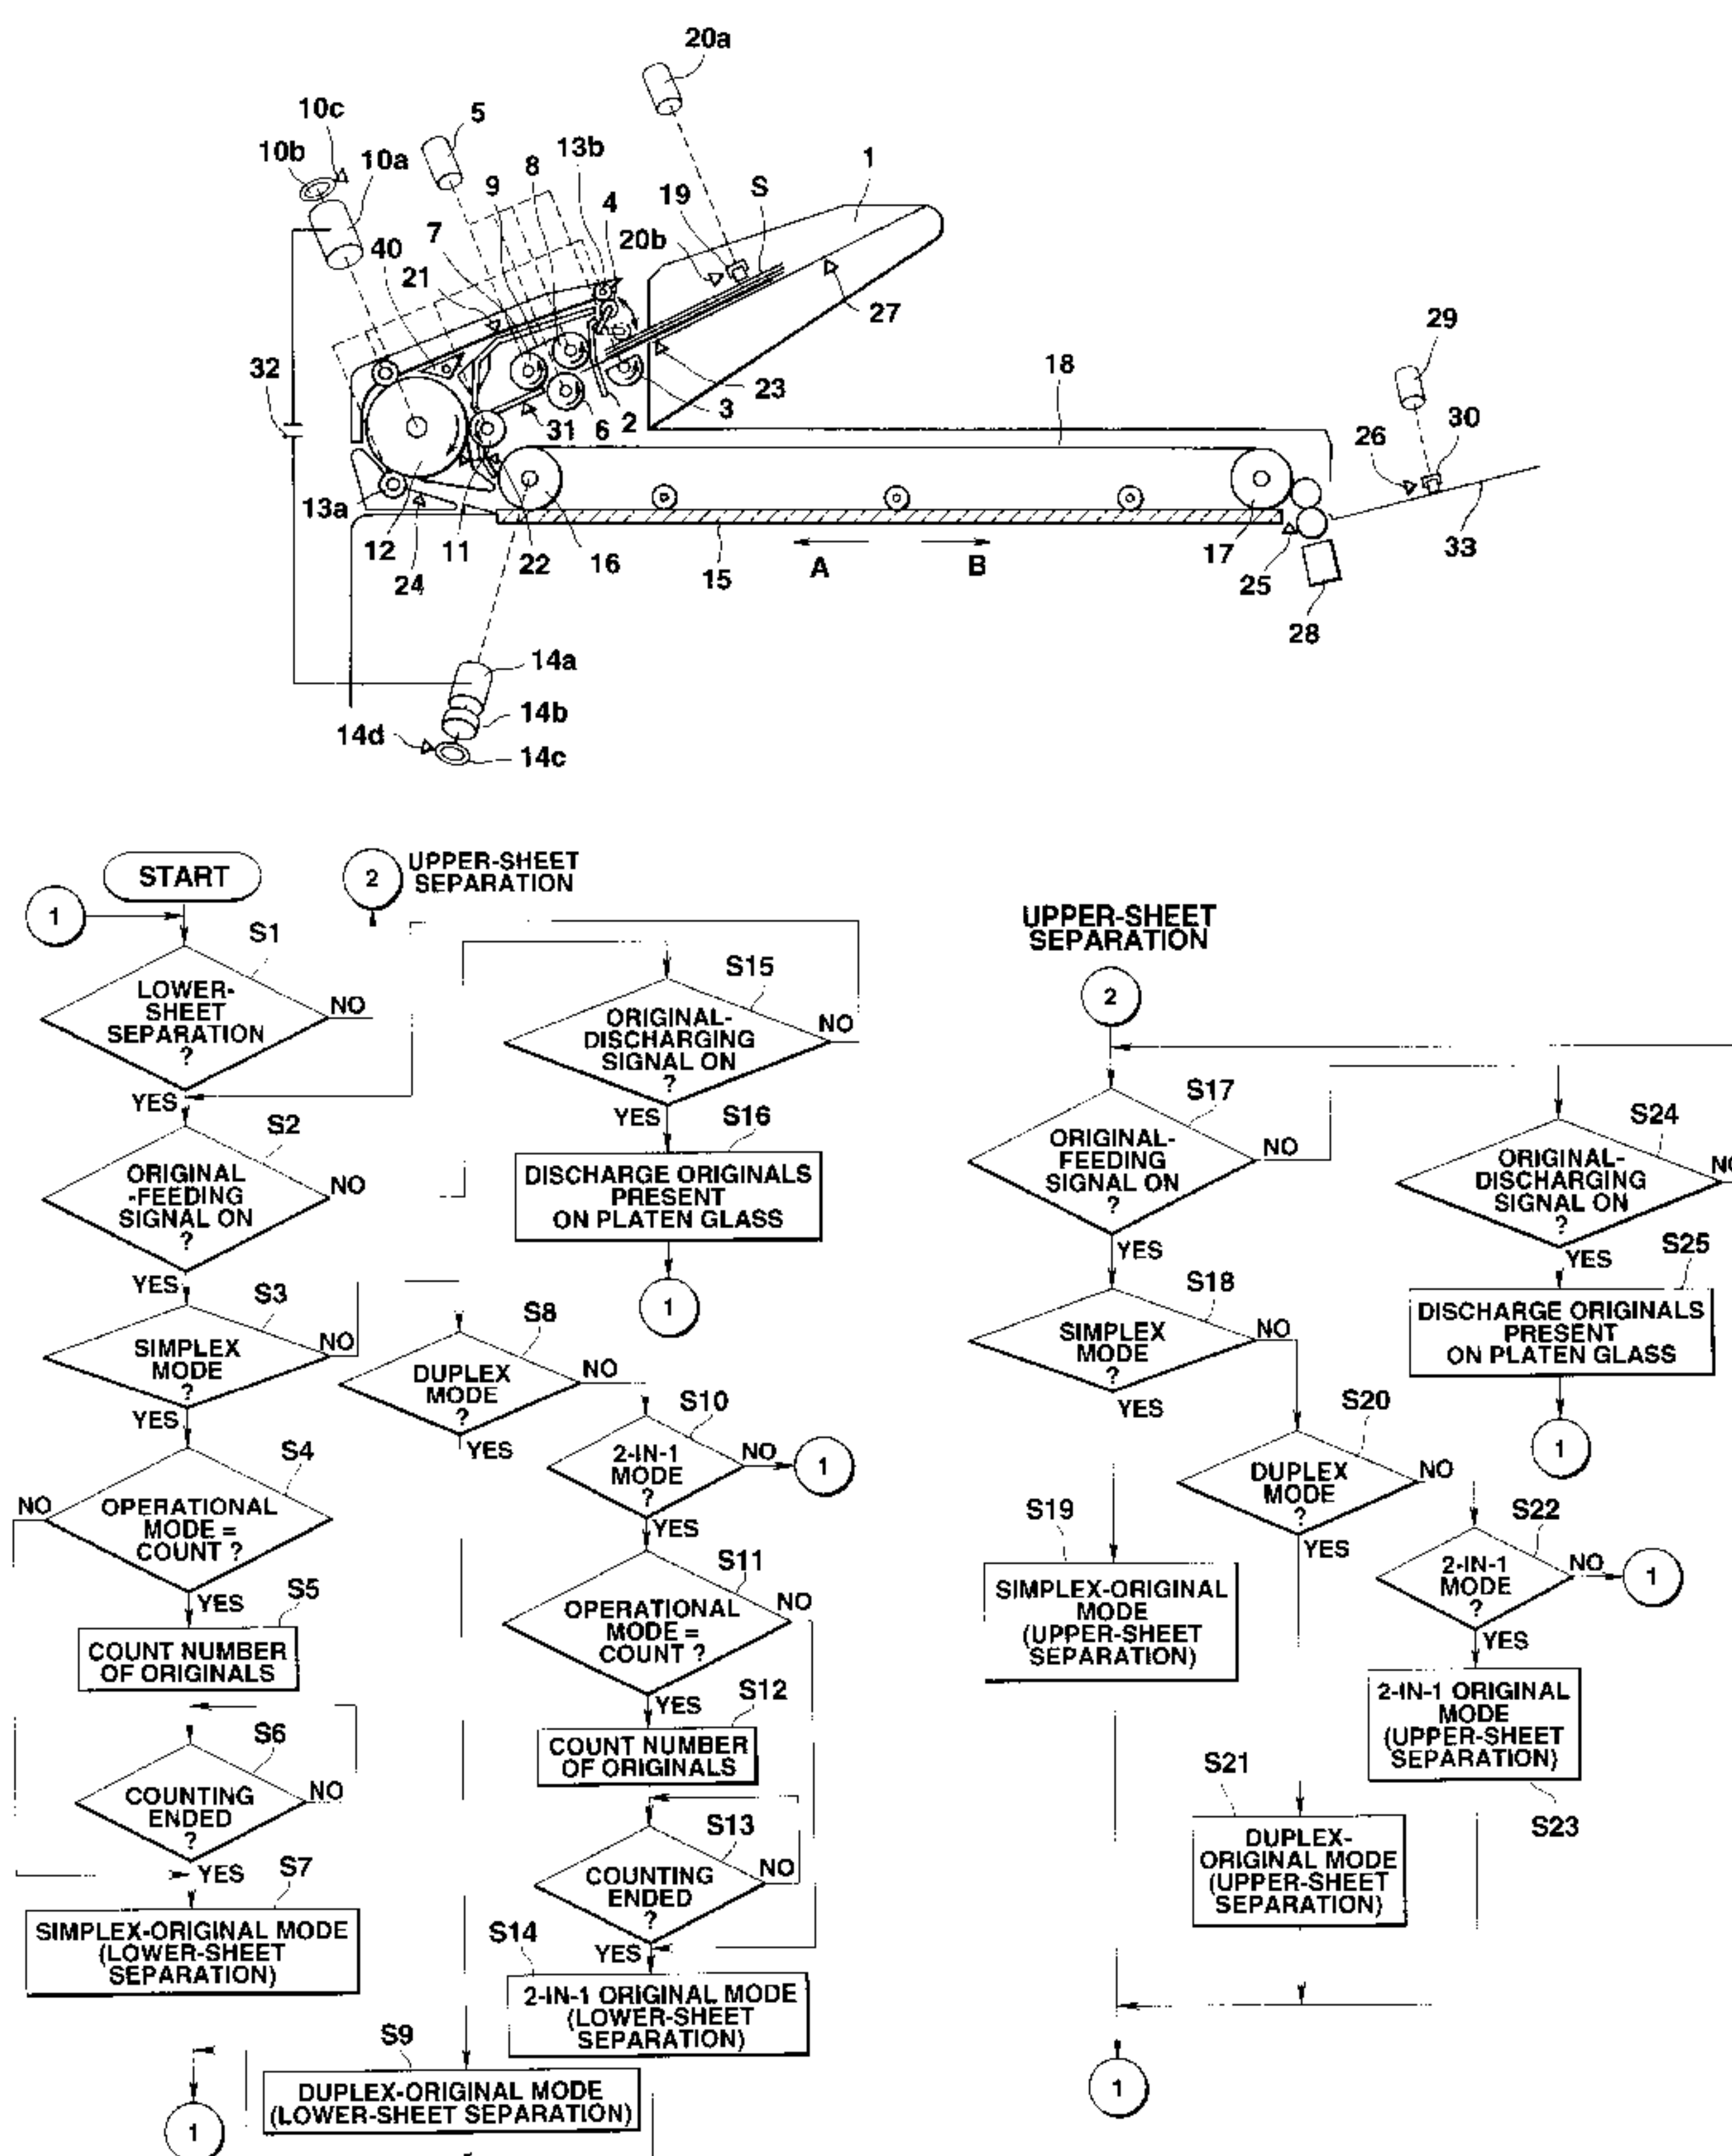 20a
10c
5
10b
10a
8
13b
1
9
4
19
S
7
20b
40
21
27
29
32
23
18
3
30
31
6
2
26
13a
12
11
22
16
15
A
B
17
33
24
25
28
14a
14b
14d
14c
START
2
UPPER-SHEET
SEPARATION
1
S1
LOWER-
SHEET
SEPARATION
?
NO
YES
S2
ORIGINAL
-FEEDING
SIGNAL ON
?
NO
YES
S3
SIMPLEX
MODE
?
NO
YES
S4
OPERATIONAL
MODE =
COUNT ?
NO
YES
S5
COUNT NUMBER
OF ORIGINALS
S6
COUNTING
ENDED
?
NO
YES
S7
SIMPLEX-ORIGINAL MODE
(LOWER-SHEET
SEPARATION)
1
S15
ORIGINAL-
DISCHARGING
SIGNAL ON
?
NO
YES
S16
DISCHARGE ORIGINALS
PRESENT
ON PLATEN GLASS
1
S8
DUPLEX
MODE
?
NO
YES
S10
2-IN-1
MODE
?
NO
1
YES
S11
OPERATIONAL
MODE =
COUNT ?
NO
YES
S12
COUNT NUMBER
OF ORIGINALS
S13
COUNTING
ENDED
?
NO
YES
S14
2-IN-1 ORIGINAL MODE
(LOWER-SHEET
SEPARATION)
S9
DUPLEX-ORIGINAL MODE
(LOWER-SHEET SEPARATION)
UPPER-SHEET
SEPARATION
2
S17
ORIGINAL-
FEEDING
SIGNAL ON
?
NO
YES
S18
SIMPLEX
MODE
?
NO
YES
S19
SIMPLEX-ORIGINAL
MODE
(UPPER-SHEET
SEPARATION)
S20
DUPLEX
MODE
?
NO
YES
S21
DUPLEX-
ORIGINAL MODE
(UPPER-SHEET
SEPARATION)
S22
2-IN-1
MODE
?
NO
1
YES
2-IN-1 ORIGINAL
MODE
(UPPER-SHEET
SEPARATION)
S23
S24
ORIGINAL-
DISCHARGING
SIGNAL ON
?
NO
YES
S25
DISCHARGE ORIGINALS
PRESENT
ON PLATEN GLASS
1
1